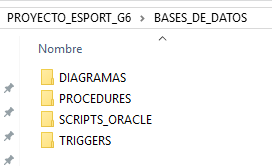 PROYECTO_ESPORT_G6 > BASES_DE_DATOS
Nombre
DIAGRAMAS
PROCEDURES
SCRIPTS_ORACLE
TRIGGERS